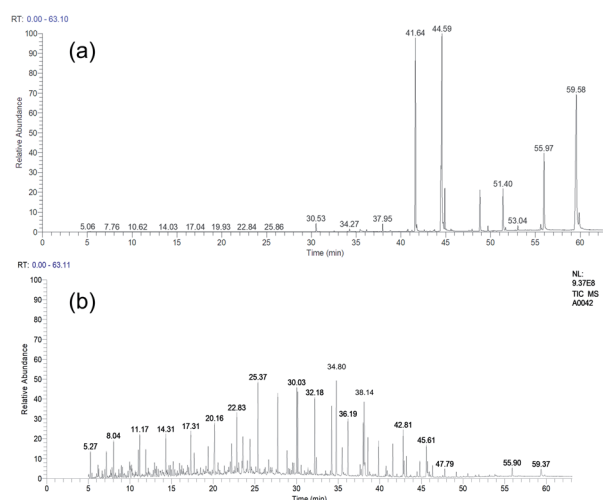 RT: 0.00 - 63.10
(a)
100
90
80
70
60
50
40
30
20
10
0
Relative Abundance
41.64
44.59
59.58
55.97
51.40
53.04
5.06 7.76 10.62 14.03 17.04 19.93 22.84 25.86 30.53 34.27 37.95
0 5 10 15 20 25 30 35 40 45 50 55 60
Time (min)
RT: 0.00 - 63.11
(b)
NL:
9.37E8
TIC MS
A0042
100
90
80
70
60
50
40
30
20
10
0
Relative Abundance
5.27 8.04 11.17 14.31 17.31 20.16 22.83 25.37 30.03 32.18 34.80 36.19 38.14 42.81 45.61 47.79 55.90 59.37
0 5 10 15 20 25 30 35 40 45 50 55 60
Time (min)